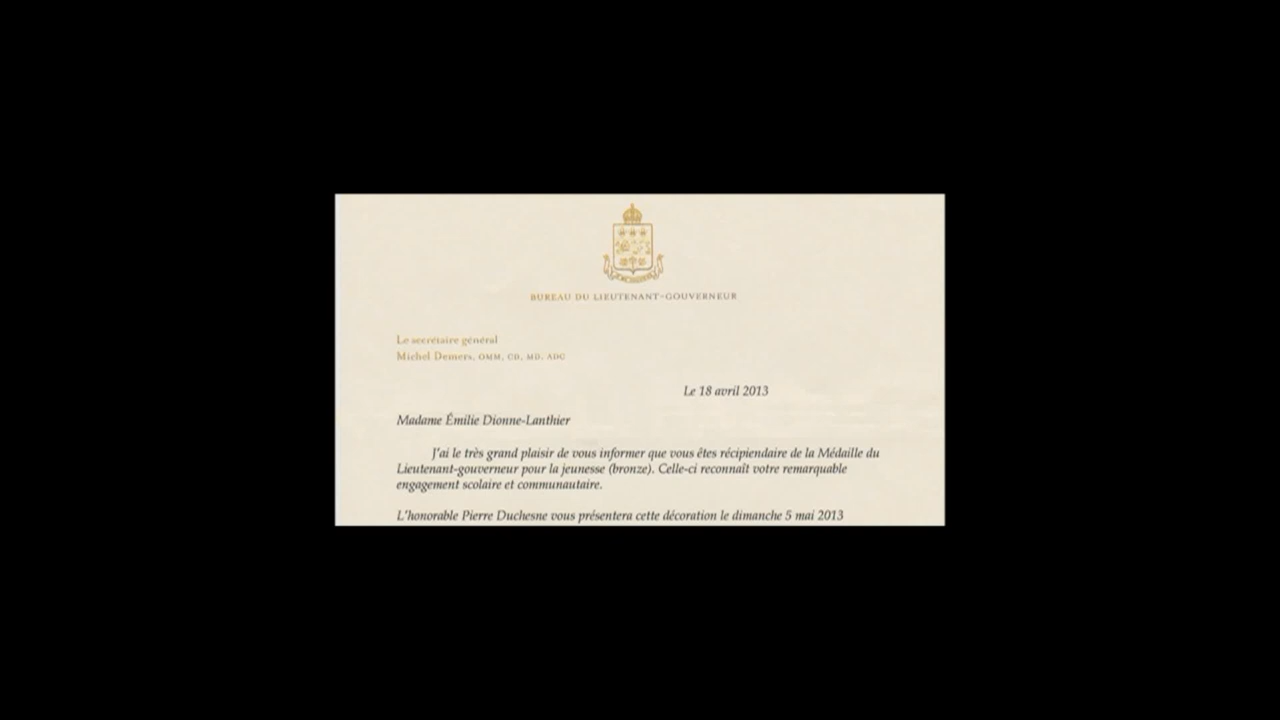 BUREAU DU LIEUTENANT-GOUVERNEUR
Le secrétaire général
Michel Demers, OMM, CD, MD, ADC
Le 18 avril 2013
Madame Émilie Dionne-Lanthier
J'ai le très grand plaisir de vous informer que vous êtes récipiendaire de la Médaille du
Lieutenant-gouverneur pour la jeunesse (bronze). Celle-ci reconnaît votre remarquable
engagement scolaire et communautaire.
L'honorable Pierre Duchesne vous présentera cette décoration le dimanche 5 mai 2013